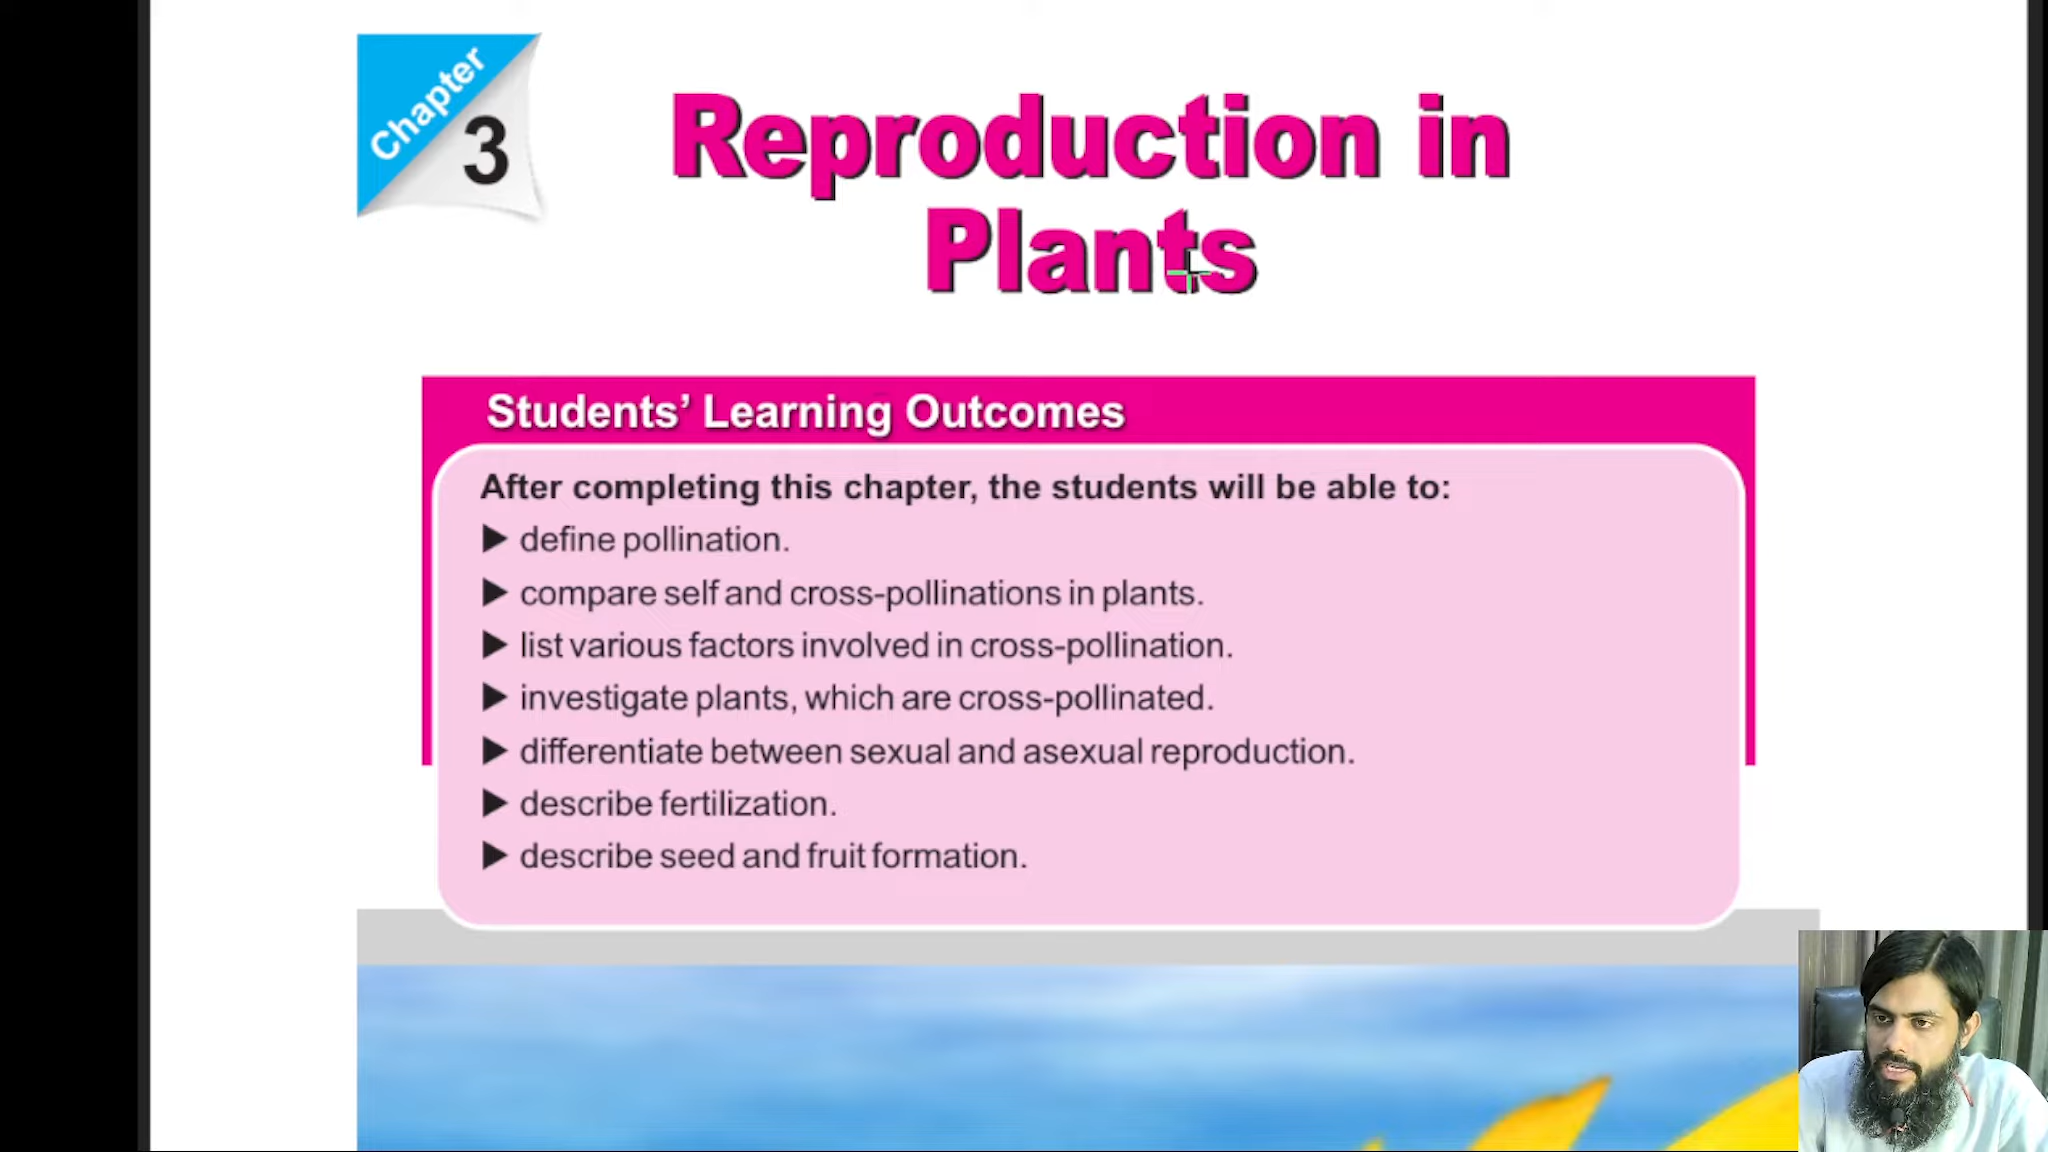 Chapter
3
Reproduction in
Plants
Students’ Learning Outcomes
After completing this chapter, the students will be able to:
▶ define pollination.
▶ compare self and cross-pollinations in plants.
▶ list various factors involved in cross-pollination.
▶ investigate plants, which are cross-pollinated.
▶ differentiate between sexual and asexual reproduction.
▶ describe fertilization.
▶ describe seed and fruit formation.